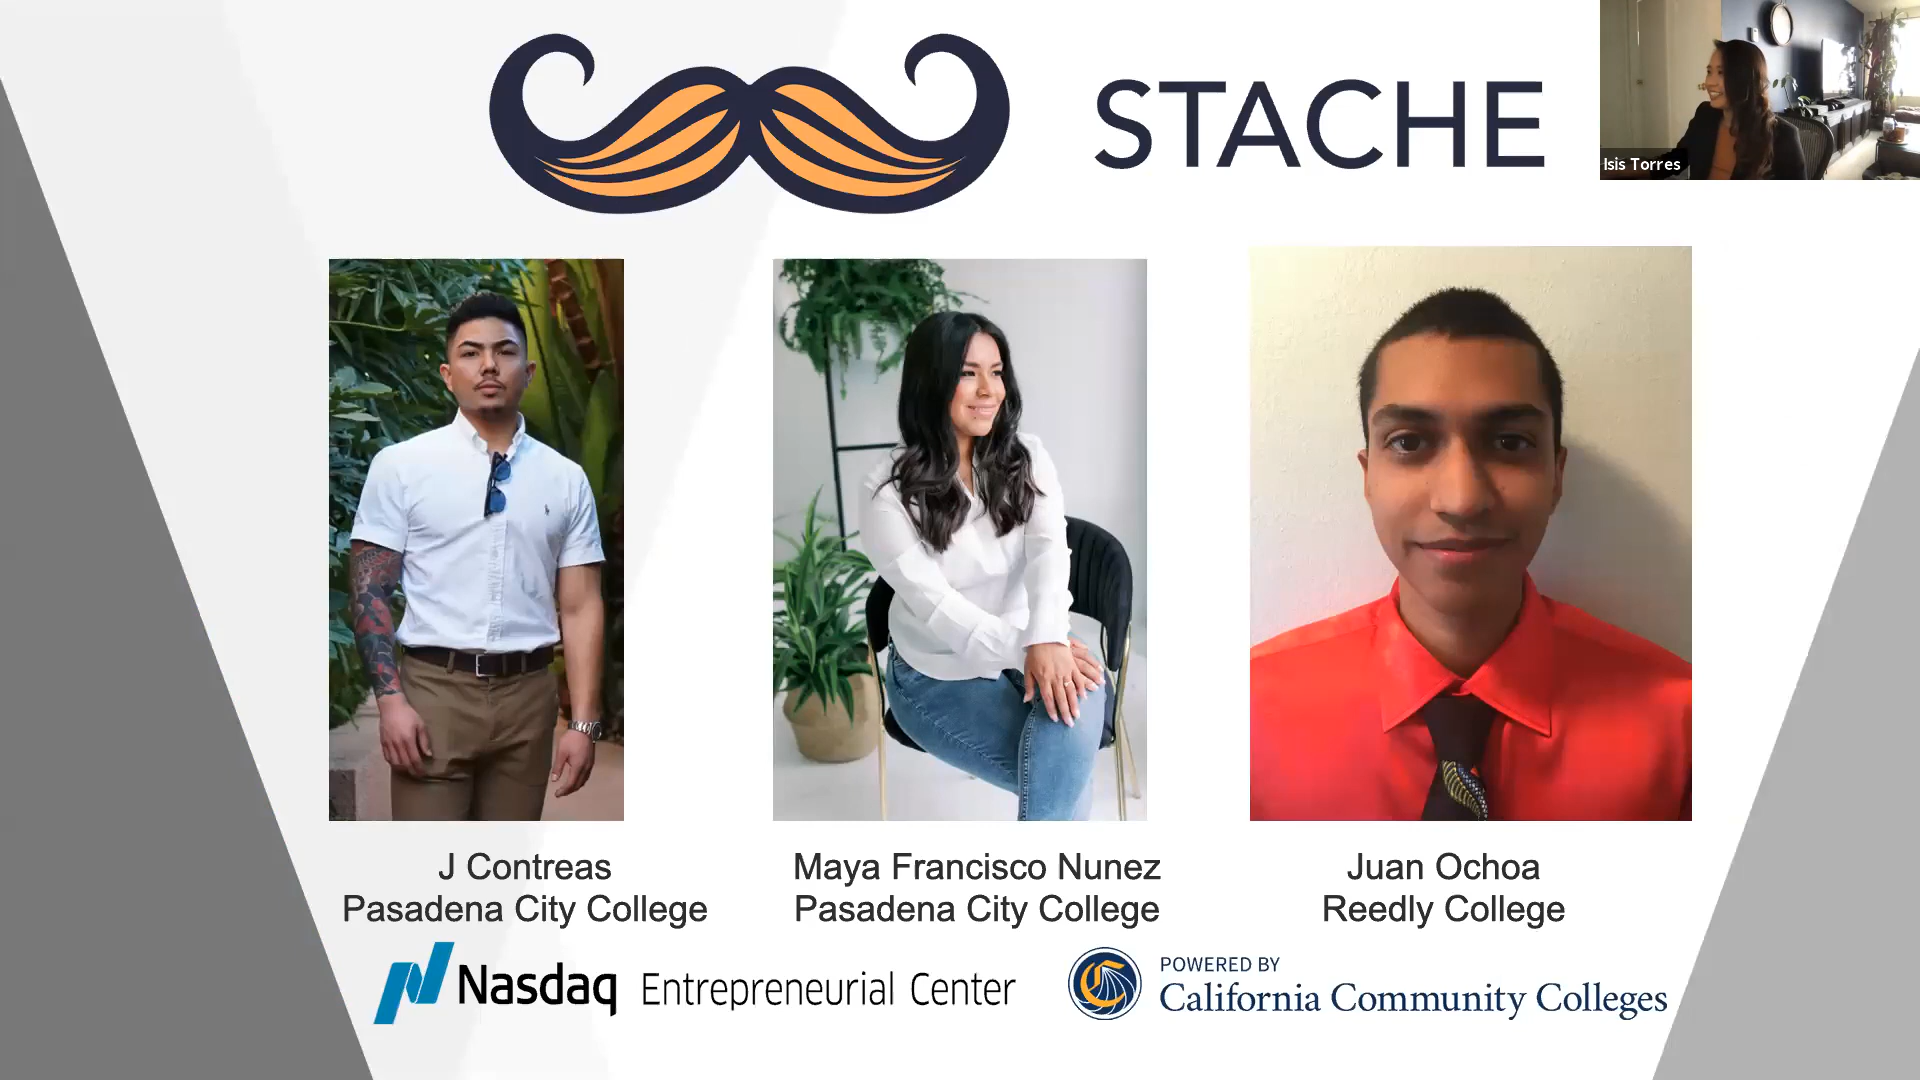 STACHE
Isis Torres
J Contreas
Pasadena City College
Maya Francisco Nunez
Pasadena City College
Juan Ochoa
Reedly College
Nasdaq Entrepreneurial Center
POWERED BY
California Community Colleges